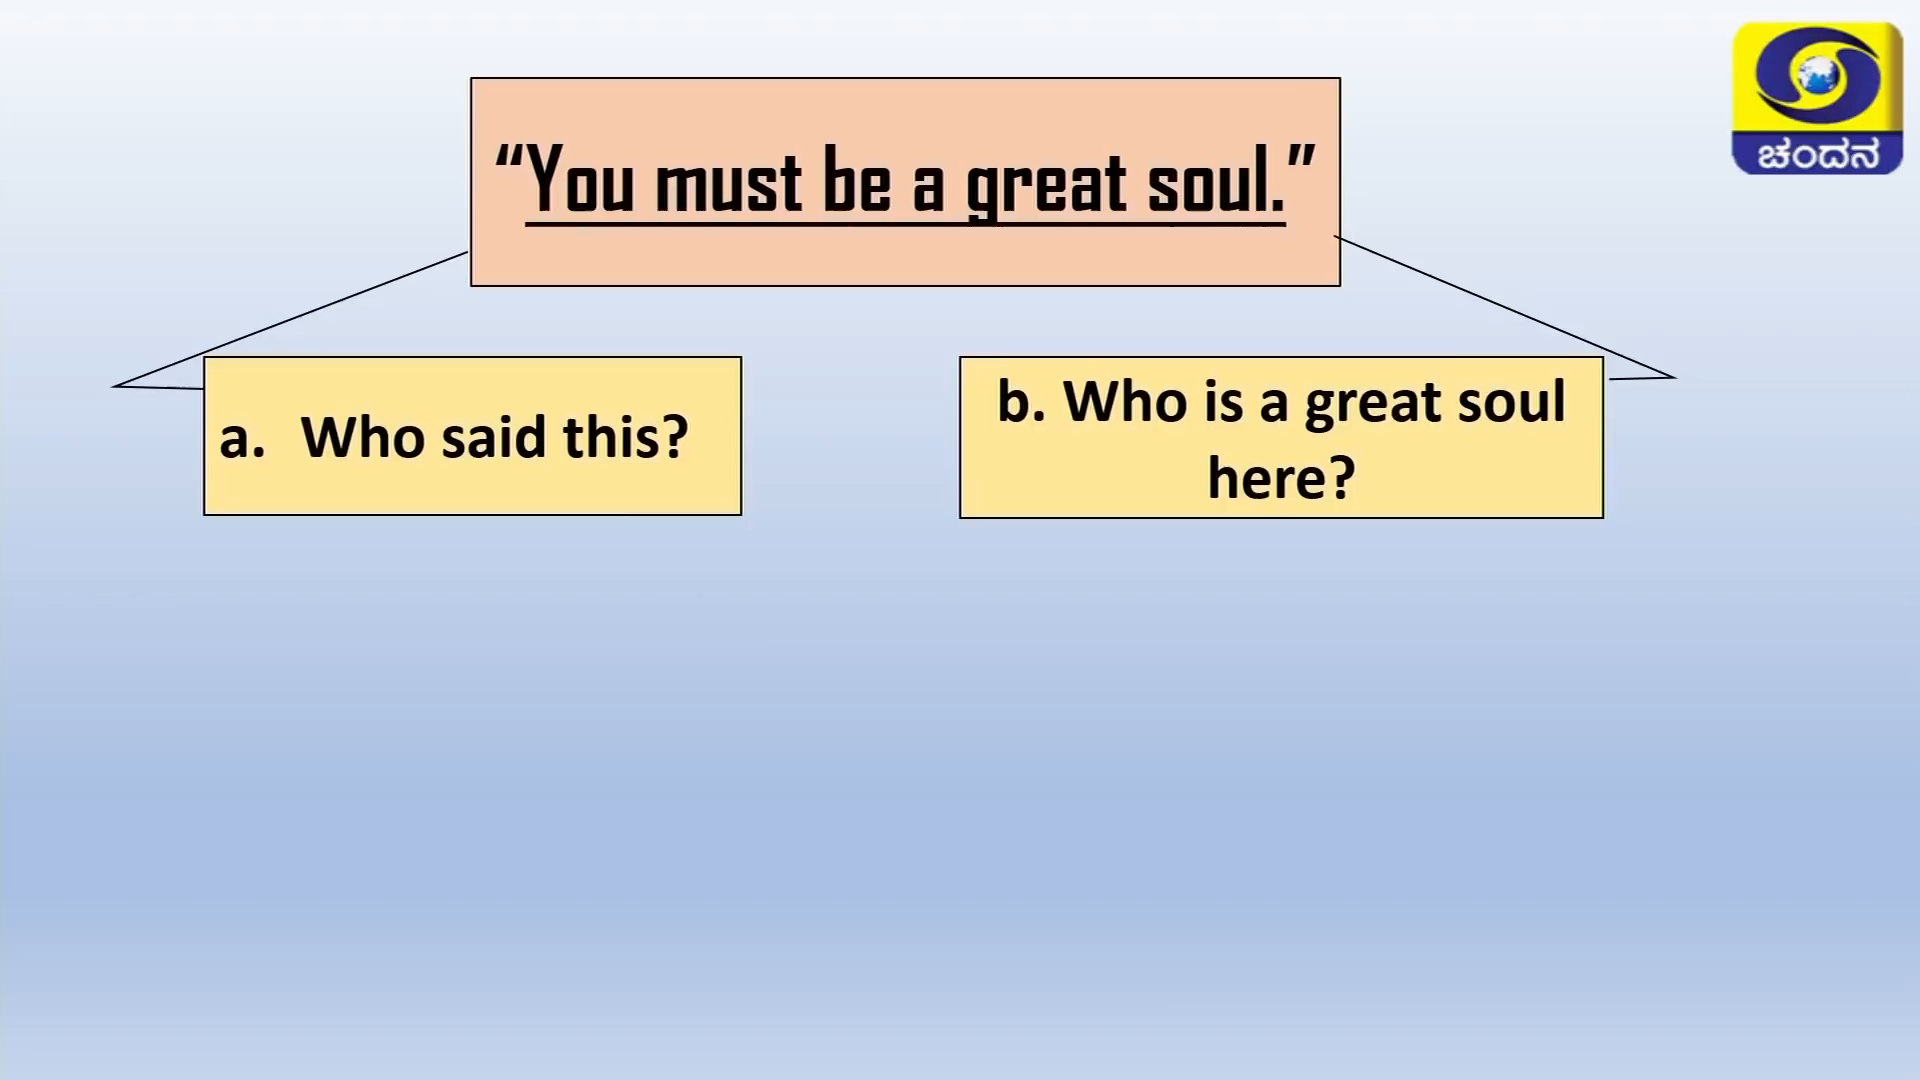 ಚಂದನ
“You must be a great soul.”
a. Who said this?
b. Who is a great soul
here?